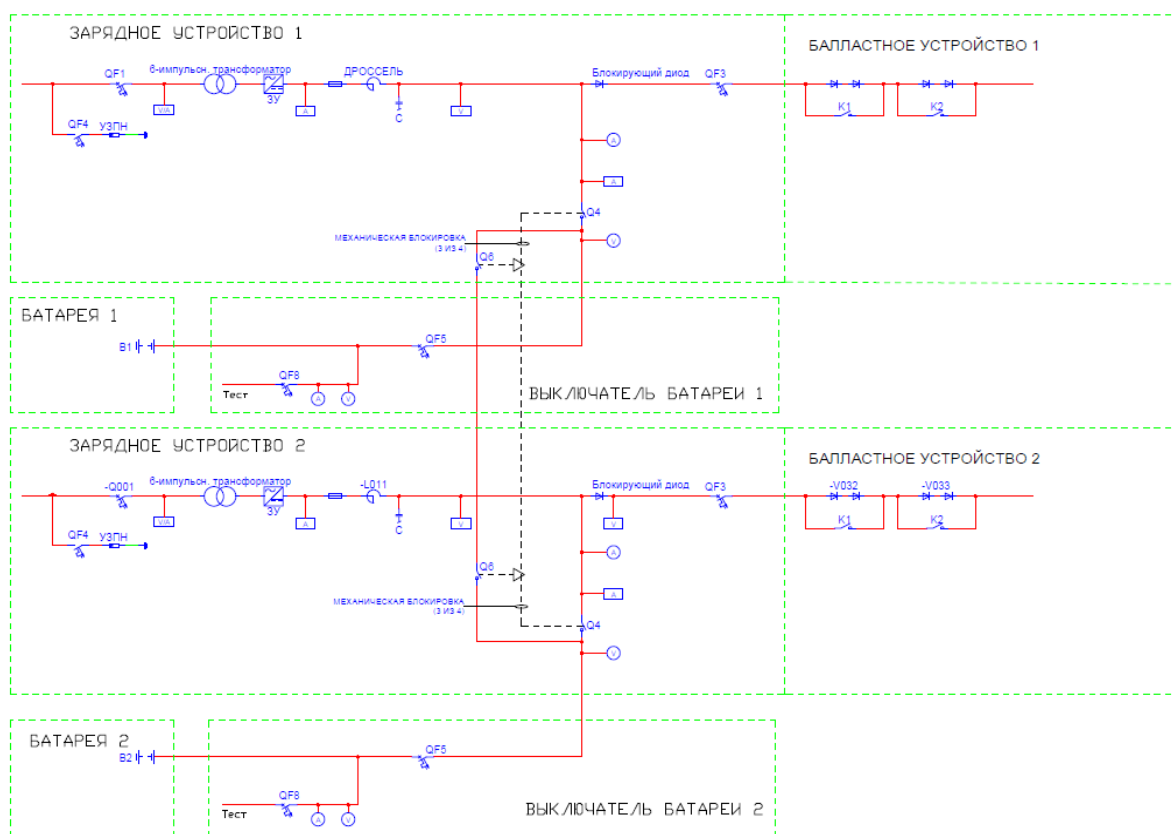 ЗАРЯДНОЕ УСТРОЙСТВО 1
БАЛЛАСТНОЕ УСТРОЙСТВО 1
QF1
6-импульсн. трансформатор
ЗУ
ДРОССЕЛЬ
Блокирующий диод
QF3
V/A
A
C
V
K1
K2
QF4
УЗПН
A
A
Q4
МЕХАНИЧЕСКАЯ БЛОКИРОВКА
(3 ИЗ 4)
V
Q6
БАТАРЕЯ 1
B1
QF5
QF8
Тест
A
V
ВЫКЛЮЧАТЕЛЬ БАТАРЕИ 1
ЗАРЯДНОЕ УСТРОЙСТВО 2
БАЛЛАСТНОЕ УСТРОЙСТВО 2
-Q001
6-импульсн. трансформатор
ЗУ
-L011
Блокирующий диод
QF3
-V032
-V033
V/A
A
C
V
V
K1
K2
QF4
УЗПН
A
Q6
A
МЕХАНИЧЕСКАЯ БЛОКИРОВКА
(3 ИЗ 4)
Q4
V
БАТАРЕЯ 2
B2
QF5
QF8
Тест
A
V
ВЫКЛЮЧАТЕЛЬ БАТАРЕИ 2